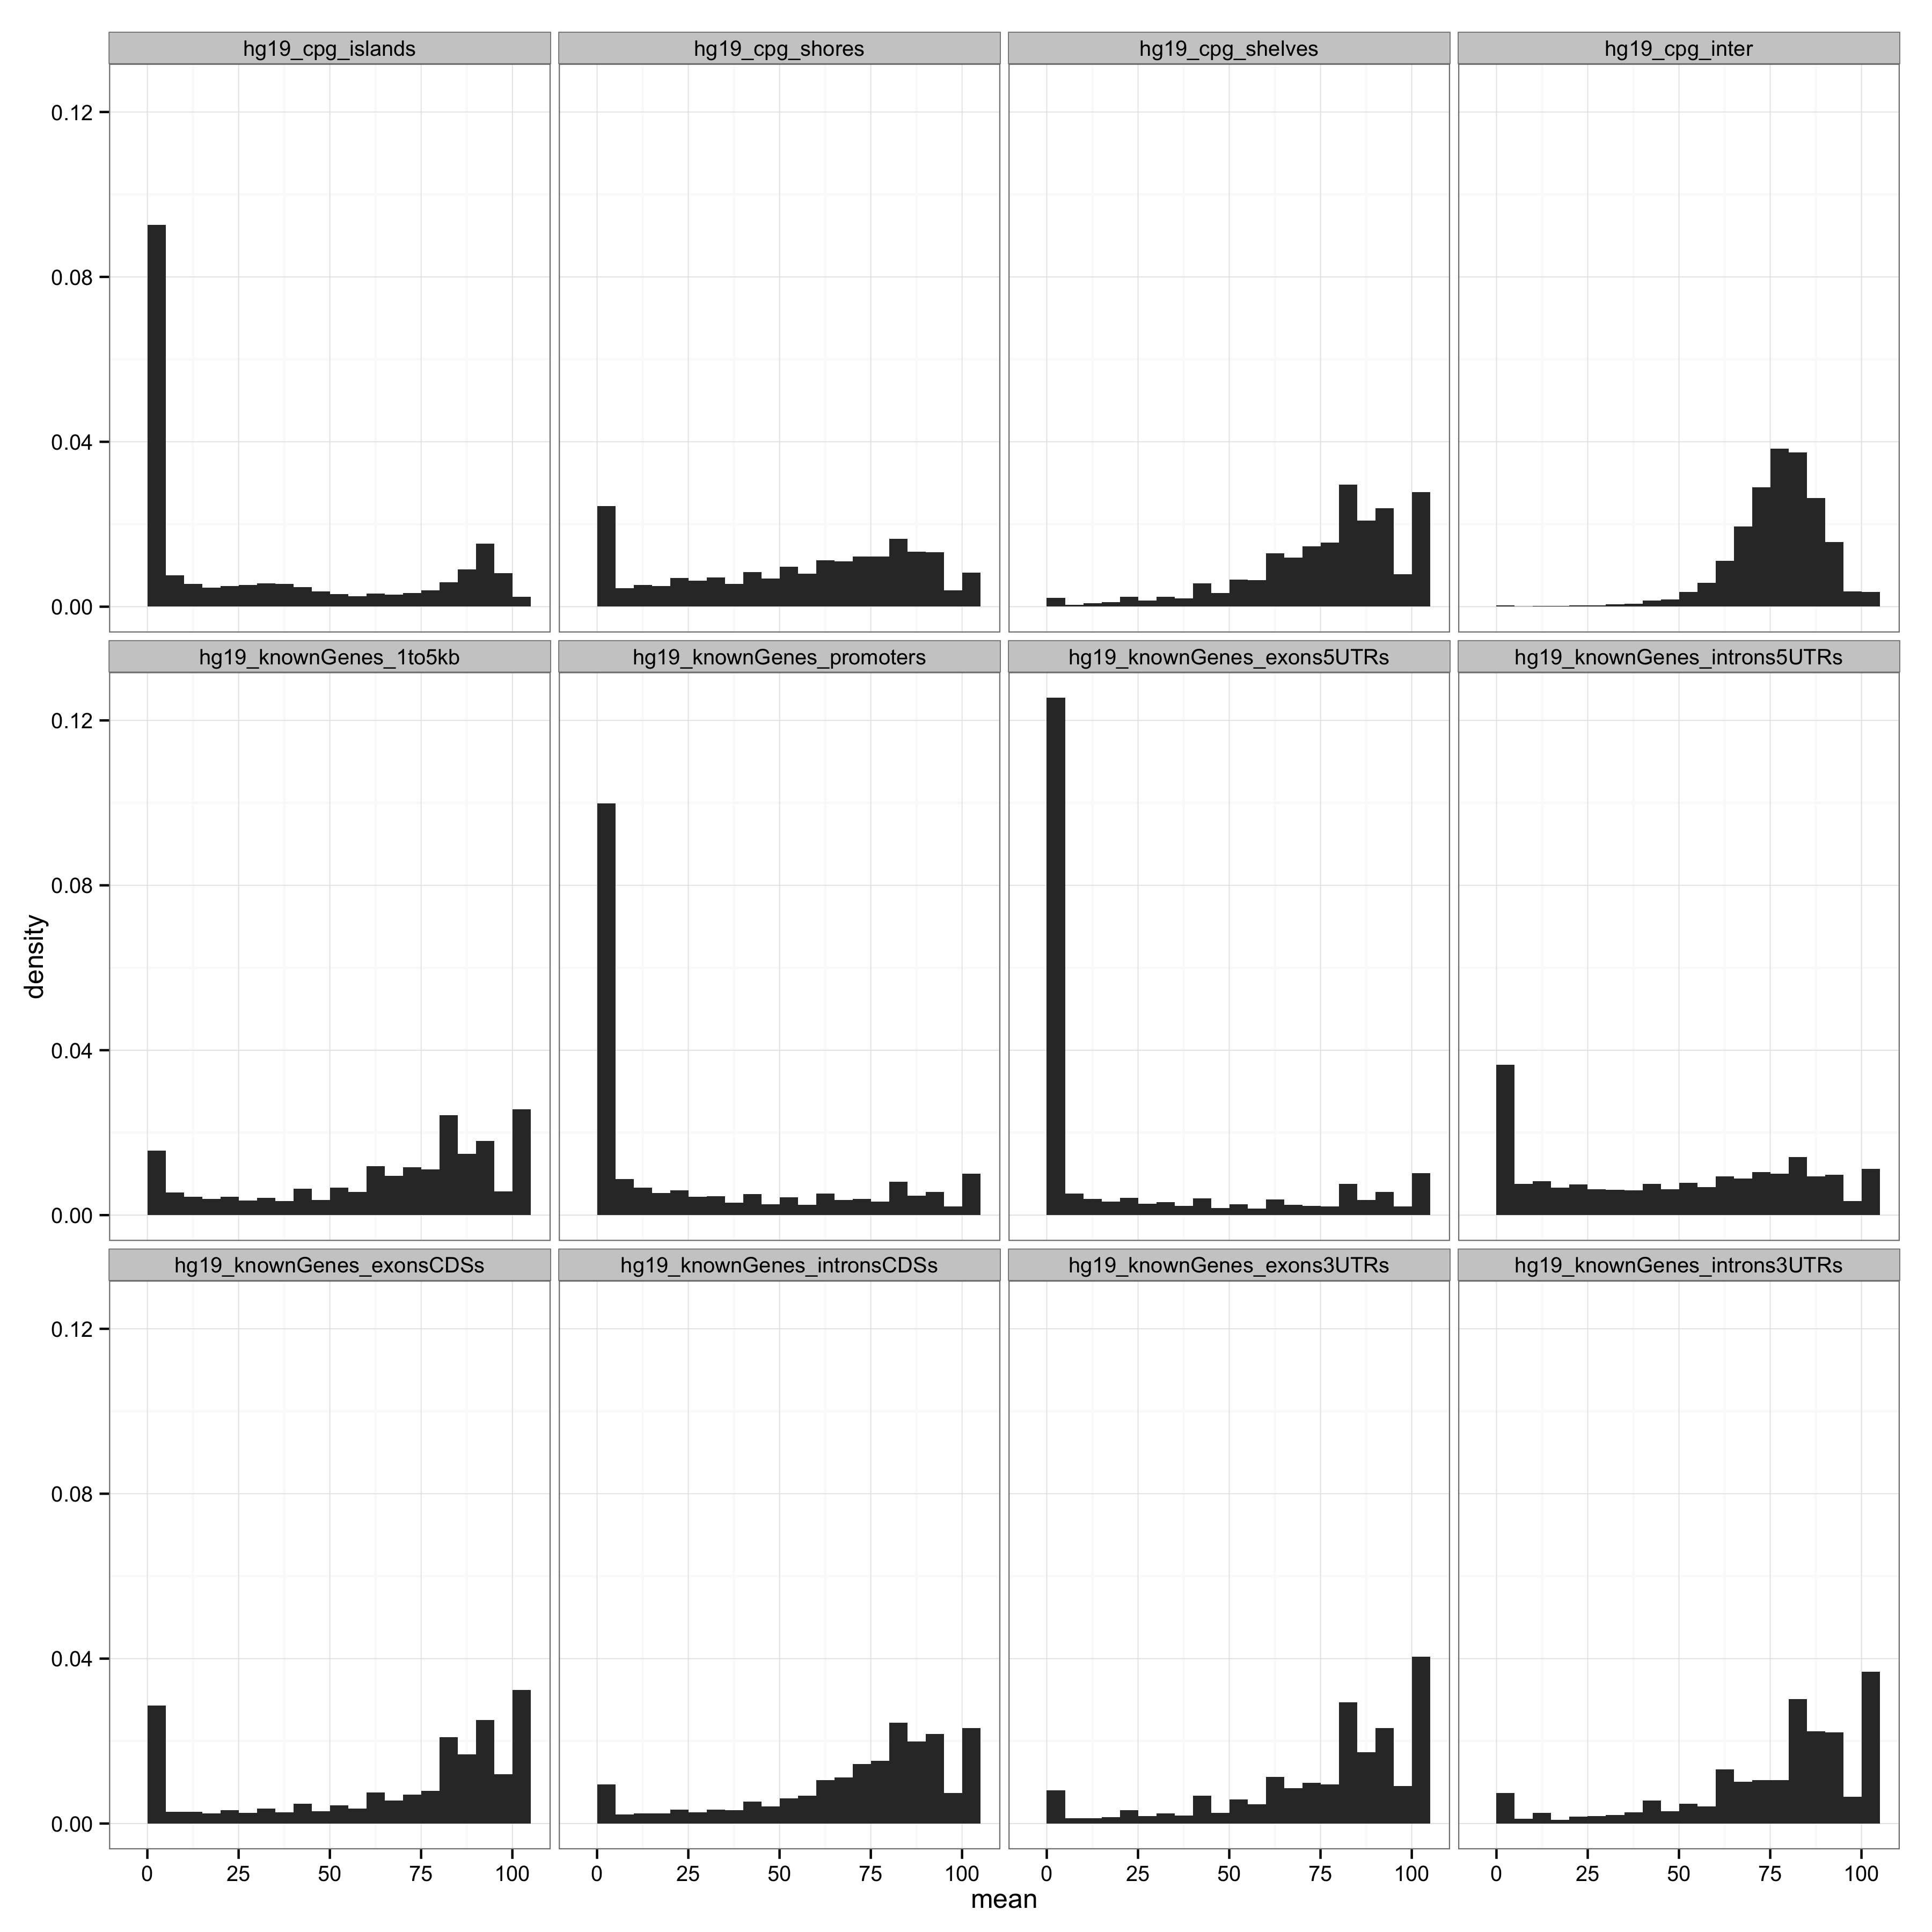 hg19_cpg_islands hg19_cpg_shores hg19_cpg_shelves hg19_cpg_inter
0.12
0.08
0.04
0.00
hg19_knownGenes_1to5kb hg19_knownGenes_promoters hg19_knownGenes_exons5UTRs hg19_knownGenes_introns5UTRs
0.12
0.08
0.04
0.00
density
hg19_knownGenes_exonsCDSs hg19_knownGenes_intronsCDSs hg19_knownGenes_exons3UTRs hg19_knownGenes_introns3UTRs
0.12
0.08
0.04
0.00
0 25 50 75 100 0 25 50 75 100 0 25 50 75 100 0 25 50 75 100
mean